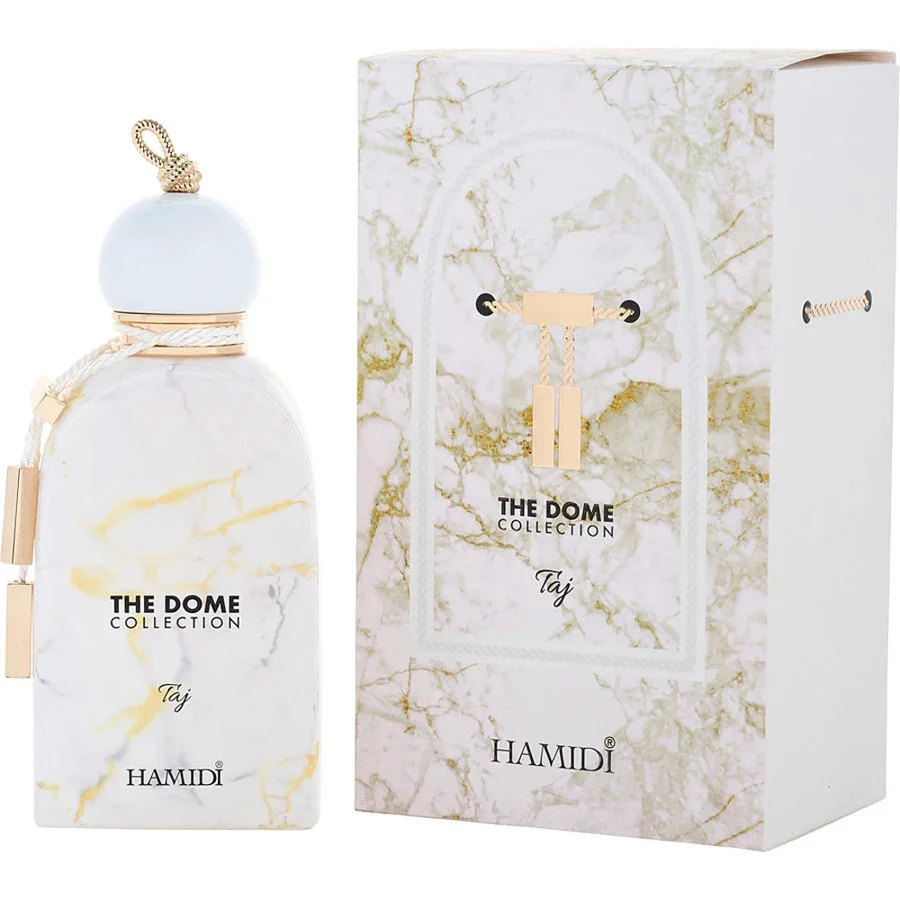 THE DOME
COLLECTION
Taj
HAMIDI®
THE DOME
COLLECTION
Taj
HAMIDI®